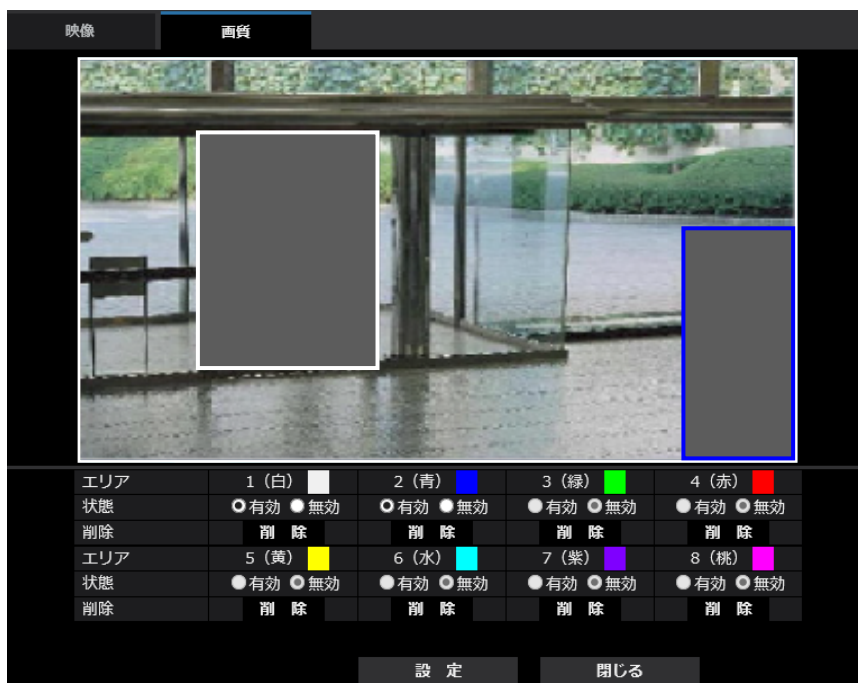 映像 画質
エリア 1（白） 2（青） 3（緑） 4（赤）
状態 有効 無効 有効 無効 有効 無効 有効 無効
削除 削 除 削 除 削 除 削 除
エリア 5（黄） 6（水） 7（紫） 8（桃）
状態 有効 無効 有効 無効 有効 無効 有効 無効
削除 削 除 削 除 削 除 削 除
設 定 閉じる